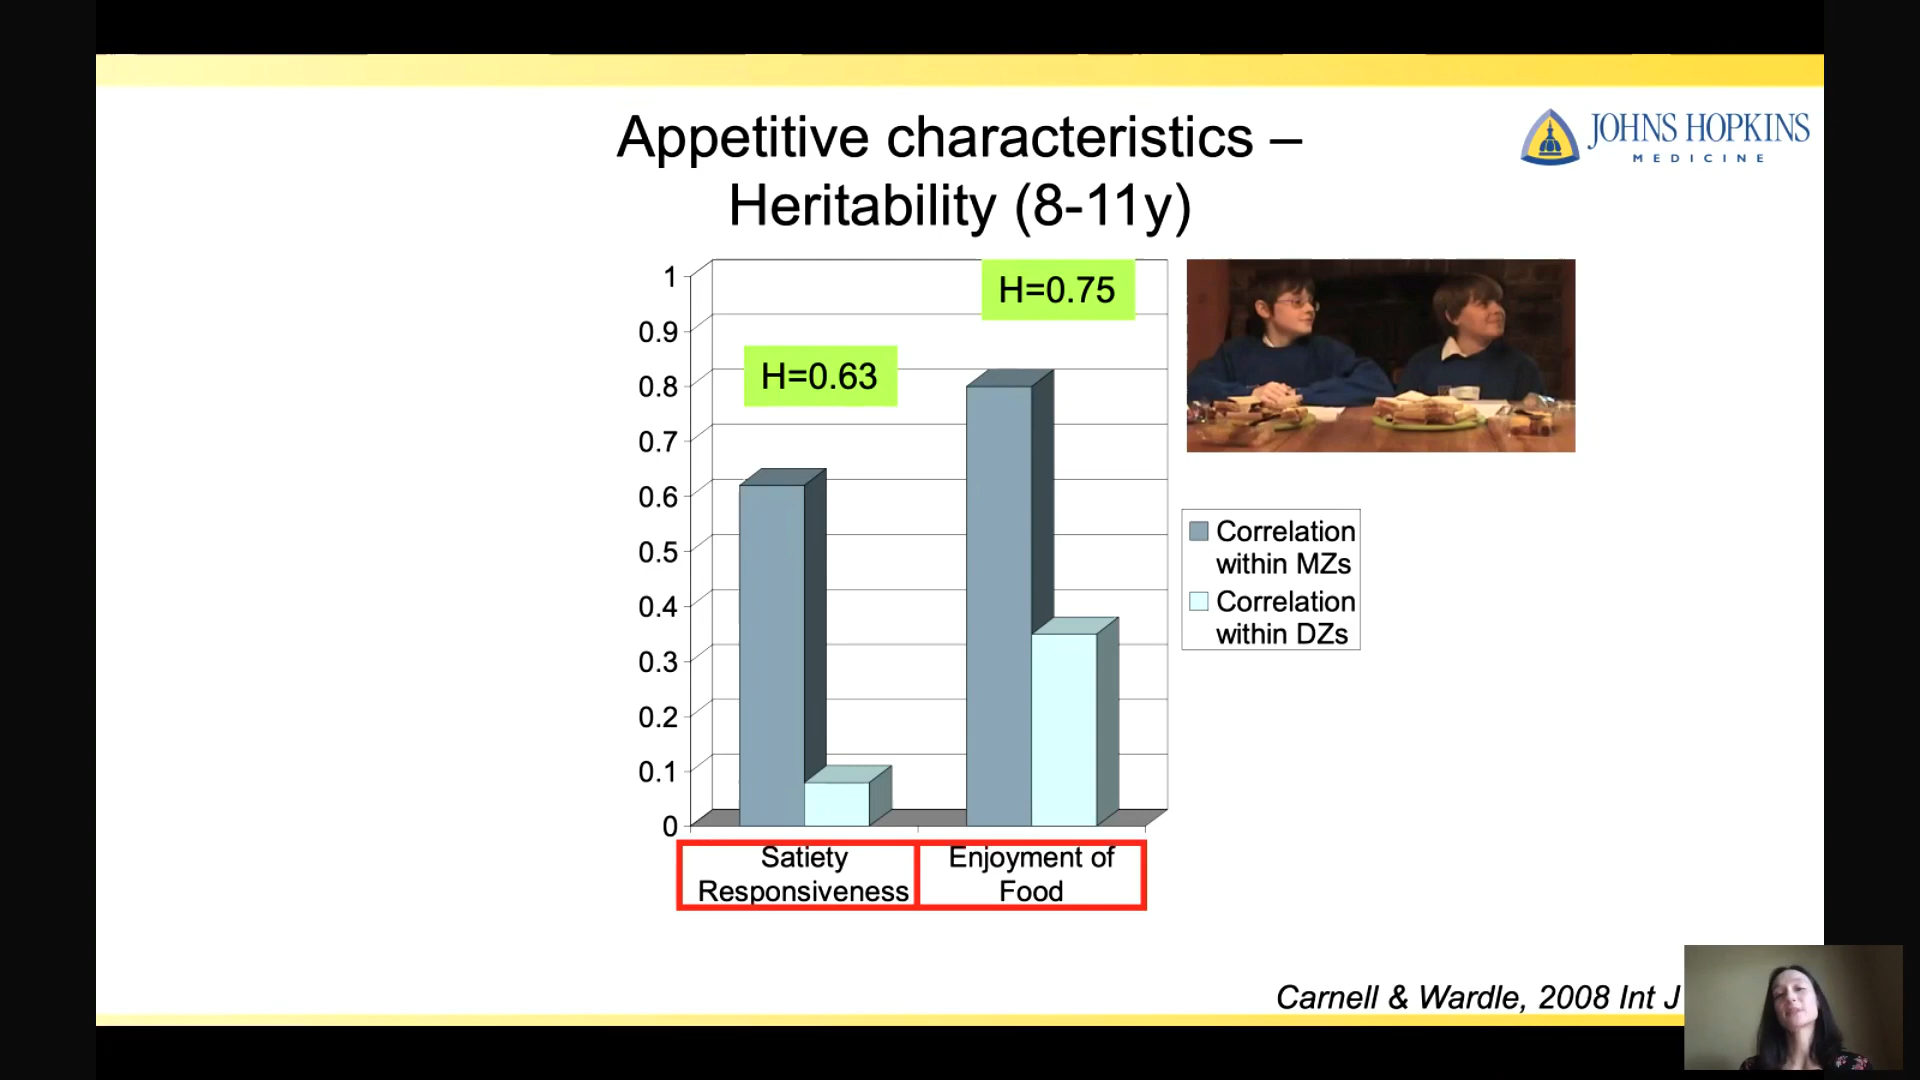 Appetitive characteristics –
Heritability (8-11y)
JOHNS HOPKINS
MEDICINE
1
0.9
0.8
0.7
0.6
0.5
0.4
0.3
0.2
0.1
0
H=0.63
H=0.75
Satiety
Responsiveness
Enjoyment of
Food
Correlation
within MZs
Correlation
within DZs
Carnell & Wardle, 2008 Int J